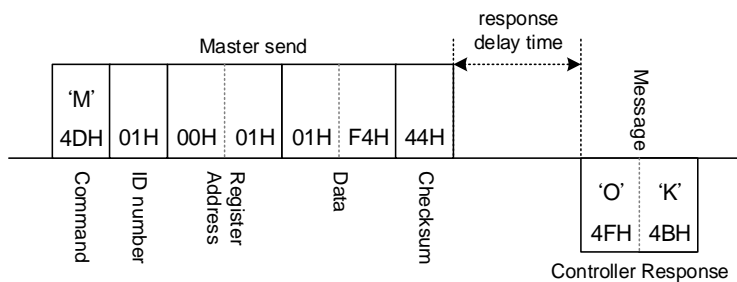 response
delay time
Master send
Message
'M'
4DH 01H 00H 01H 01H F4H 44H
Command
ID number
Register
Address
Data
Checksum
'O' 'K'
4FH 4BH
Controller Response